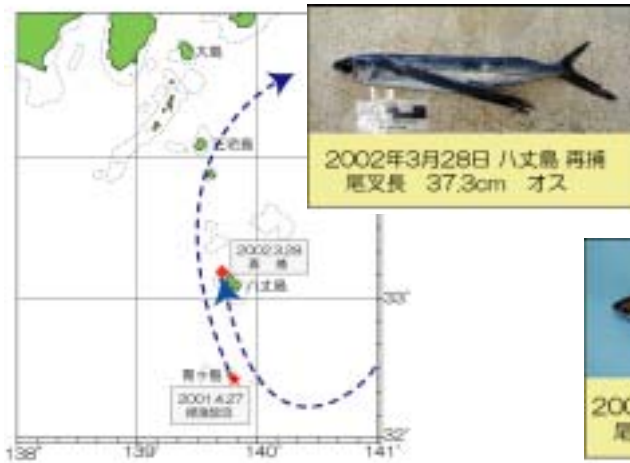 大島
三宅島
2002.3.28
再 捕
八丈島
33°
青ヶ島
2001.4.27
標識放流
32°
138°
139°
140°
141°
2002年3月28日 八丈島 再捕
尾叉長 37.3cm オス
200
尾